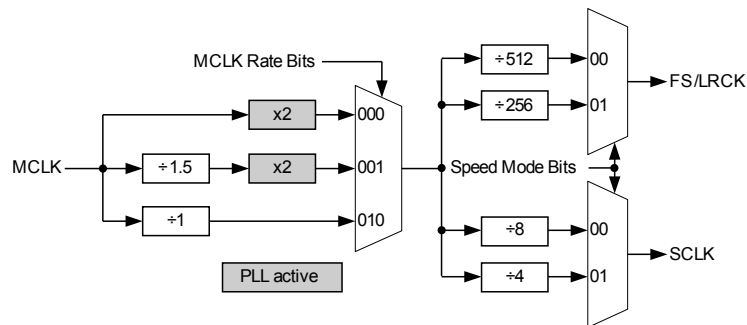 MCLK Rate Bits
÷512
00
÷256
01
FS/LRCK
x2
000
MCLK
÷1.5
x2
001
Speed Mode Bits
÷1
010
÷8
00
÷4
01
SCLK
PLL active